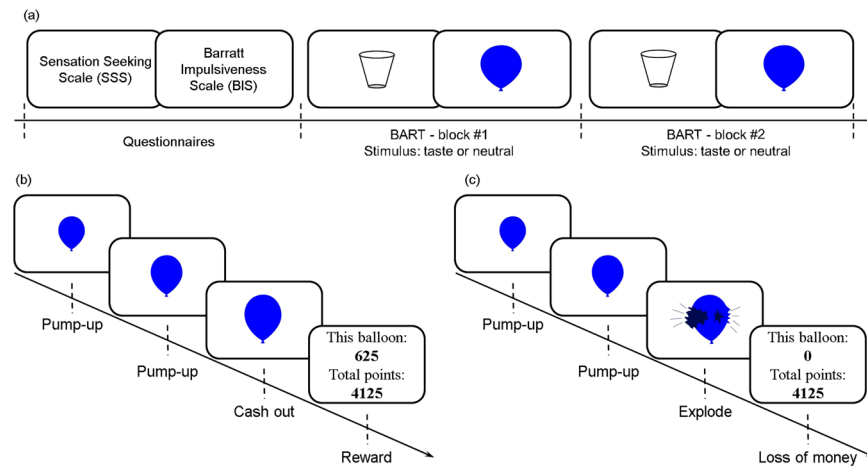 (a)
Sensation Seeking
Scale (SSS)
Barratt
Impulsiveness
Scale (BIS)
Questionnaires
BART - block #1
Stimulus: taste or neutral
BART - block #2
Stimulus: taste or neutral
(b)
Pump-up
Pump-up
Cash out
This balloon:
625
Total points:
4125
Reward
(c)
Pump-up
Pump-up
Explode
This balloon:
0
Total points:
4125
Loss of money